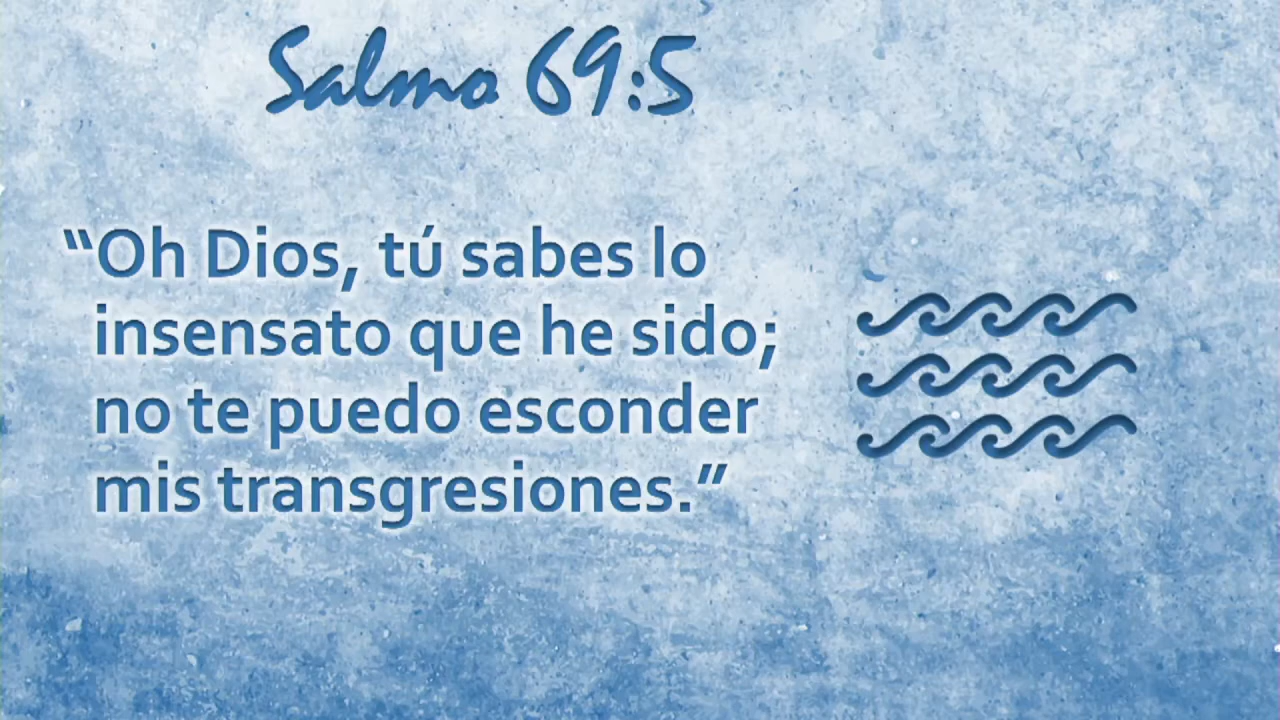 Salmo 69:5
“Oh Dios, tú sabes lo
insensato que he sido;
no te puedo esconder
mis transgresiones.”